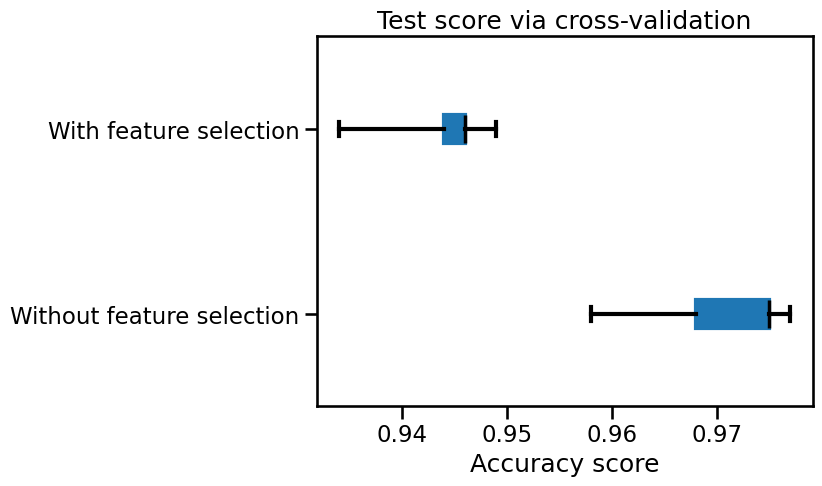 Test score via cross-validation
With feature selection
Without feature selection
0.94 0.95 0.96 0.97
Accuracy score